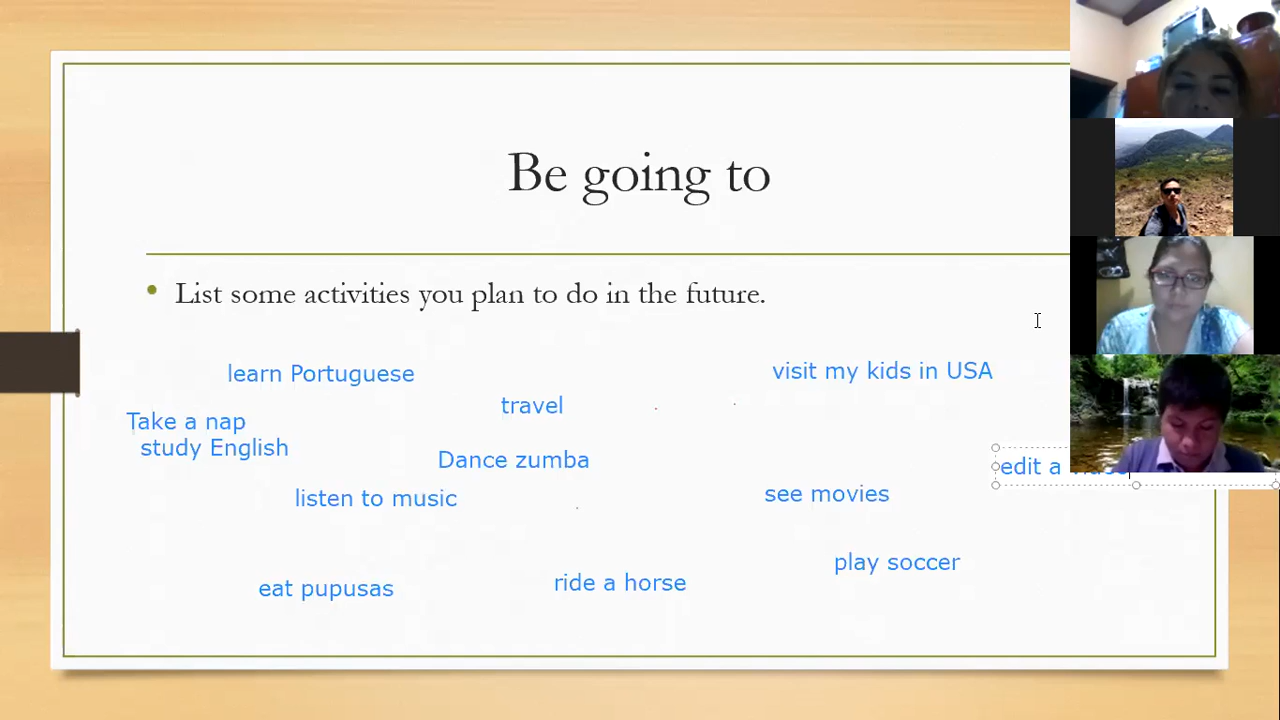 Be going to
• List some activities you plan to do in the future.
learn Portuguese
visit my kids in USA
travel
Take a nap
study English
Dance zumba
edit a
listen to music
see movies
play soccer
eat pupusas
ride a horse